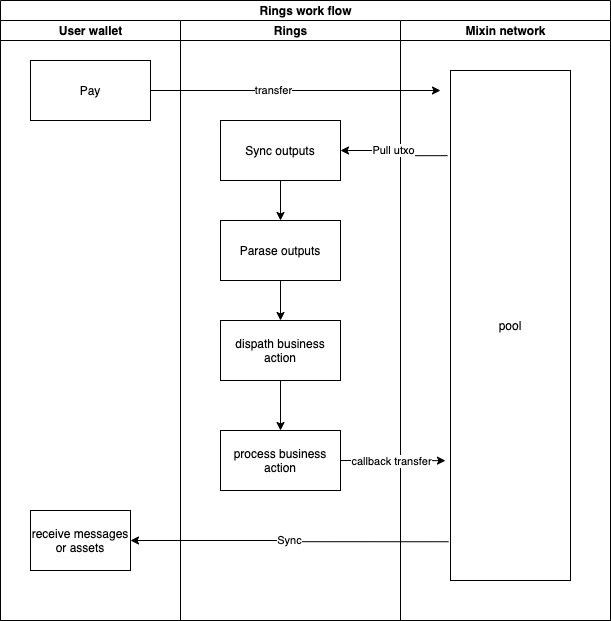 Rings work flow
User wallet
Rings
Mixin network
Pay
transfer
Sync outputs
Pull utxo
Parase outputs
pool
dispath business
action
process business
action
callback transfer
receive messages
or assets
Sync